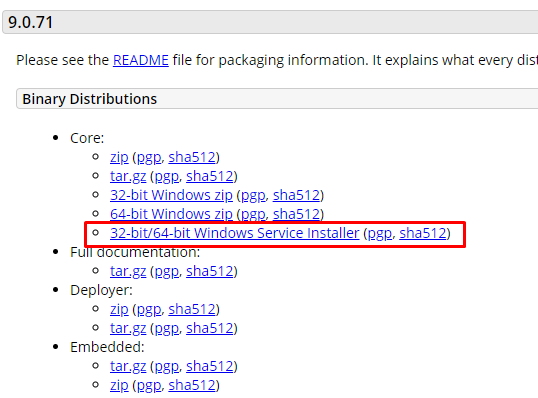 9.0.71
Please see the README file for packaging information. It explains what every
Binary Distributions
Core:
zip (pgp, sha512)
tar.gz (pgp, sha512)
32-bit Windows zip (pgp, sha512)
64-bit Windows zip (pgp, sha512)
32-bit/64-bit Windows Service Installer (pgp, sha512)
Full documentation:
tar.gz (pgp, sha512)
Deployer:
zip (pgp, sha512)
tar.gz (pgp, sha512)
Embedded:
tar.gz (pgp, sha512)
zip (pgp, sha512)